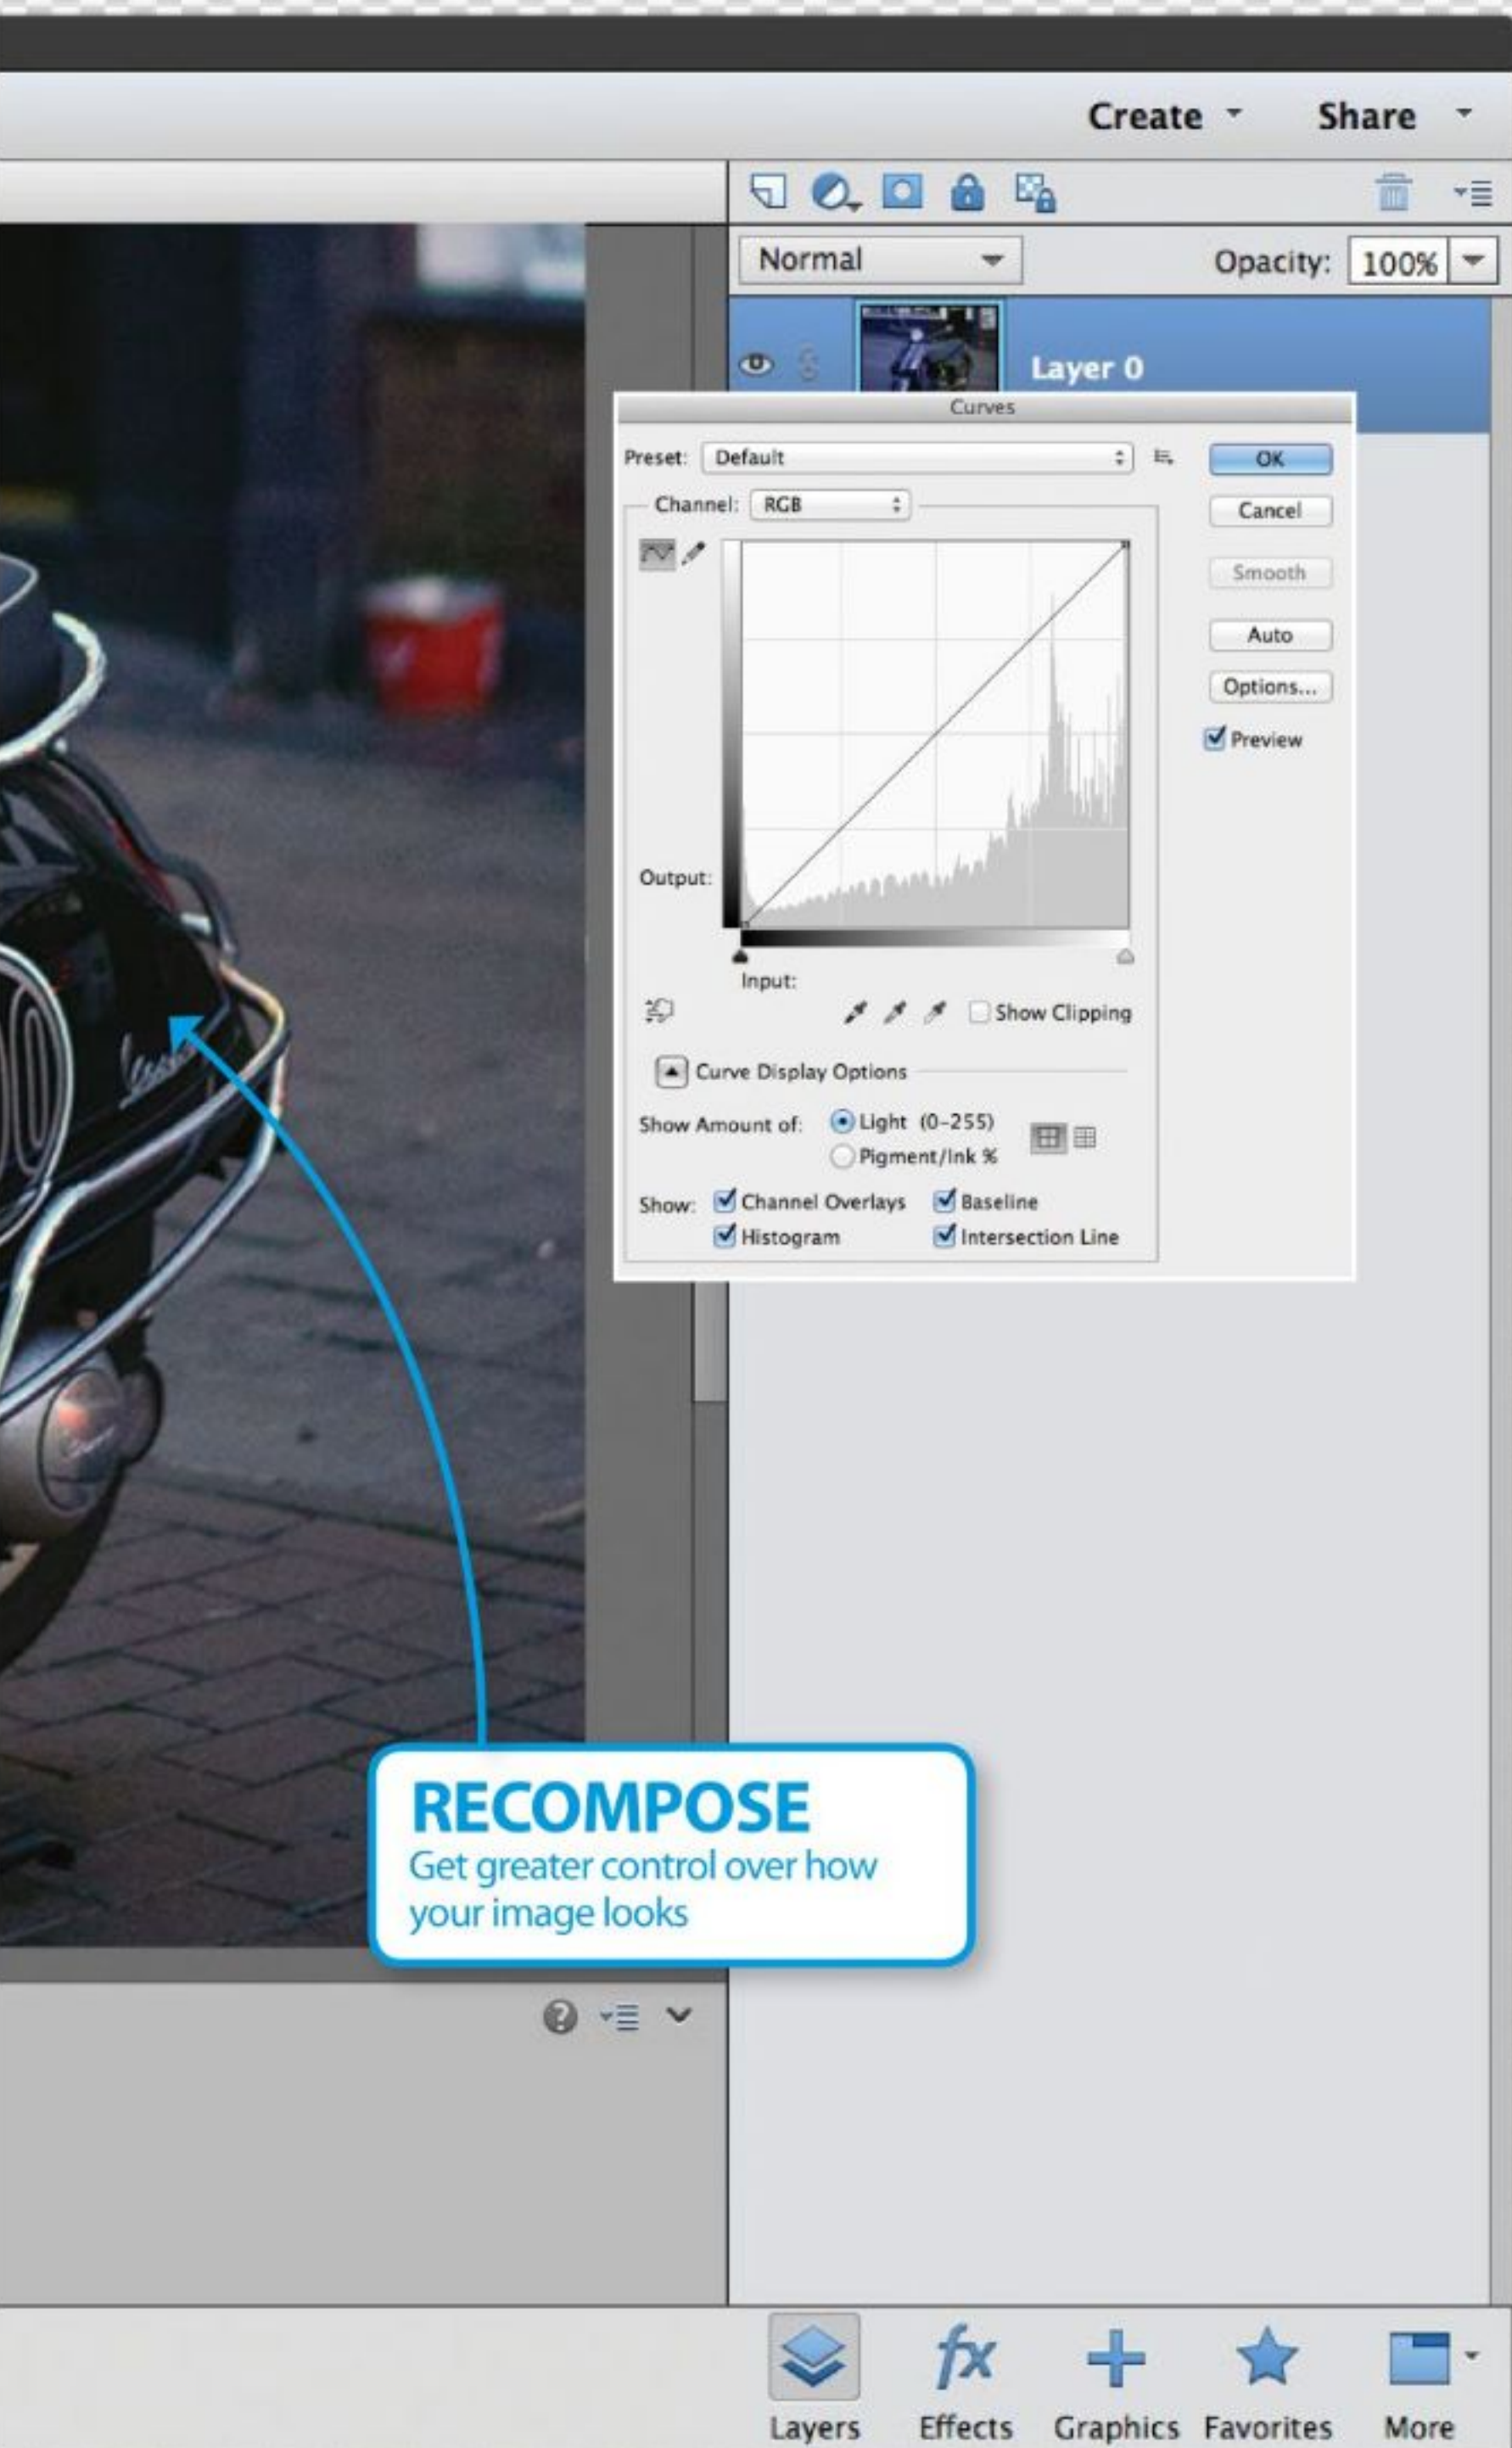 Create
Share
Normal
Opacity: 100%
Layer 0
Curves
Preset: Default
OK
Channel: RGB
Cancel
Smooth
Auto
Options...
Preview
Output:
Input:
Show Clipping
Curve Display Options
Show Amount of: Light (0-255)
Pigment/Ink %
Show: Channel Overlays Baseline
Histogram Intersection Line
RECOMPOSE
Get greater control over how
your image looks
fx
Layers Effects Graphics Favorites More